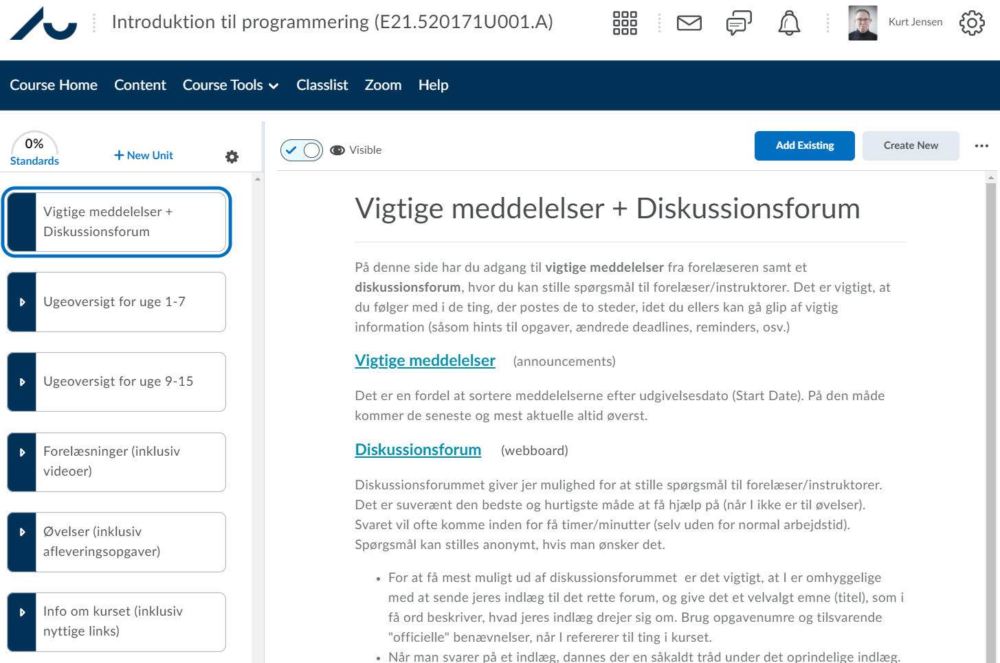 Introduktion til programmering (E21.520171U001.A)
Kurt Jensen
Course Home Content Course Tools Classlist Zoom Help
0%
Standards
+ New Unit
Visible
Add Existing
Create New
Vigtige meddelelser +
Diskussionsforum
Ugeoversigt for uge 1-7
Ugeoversigt for uge 9-15
Forelæsninger (inklusiv
videoer)
Øvelser (inklusiv
afleveringsopgaver)
Info om kurset (inklusiv
nyttige links)
Vigtige meddelelser + Diskussionsforum
På denne side har du adgang til vigtige meddelelser fra forelæseren samt et
diskussionsforum, hvor du kan stille spørgsmål til forelæser/instruktorer. Det er vigtigt, at
du følger med i de ting, der postes de to steder, idet du ellers kan gå glip af vigtig
information (såsom hints til opgaver, ændrede deadlines, reminders, osv.)
Vigtige meddelelser (announcements)
Det er en fordel at sortere meddelelserne efter udgivelsesdato (Start Date). På den måde
kommer de seneste og mest aktuelle altid øverst.
Diskussionsforum (webboard)
Diskussionsforummet giver jer mulighed for at stille spørgsmål til forelæser/instruktorer.
Det er suverænt den bedste og hurtigste måde at få hjælp på (når I ikke er til øvelser).
Svaret vil ofte komme inden for få timer/minutter (selv uden for normal arbejdstid).
Spørgsmål kan stilles anonymt, hvis man ønsker det.
• For at få mest muligt ud af diskussionsforummet er det vigtigt, at I er omhyggelige
med at sende jeres indlæg til det rette forum, og give det et velvalgt emne (titel), som i
få ord beskriver, hvad jeres indlæg drejer sig om. Brug opgavenumre og tilsvarende
"officielle" benævnelser, når I refererer til ting i kurset.
• Når man svarer på et indlæg, dannes der en såkaldt tråd under det oprindelige indlæg.